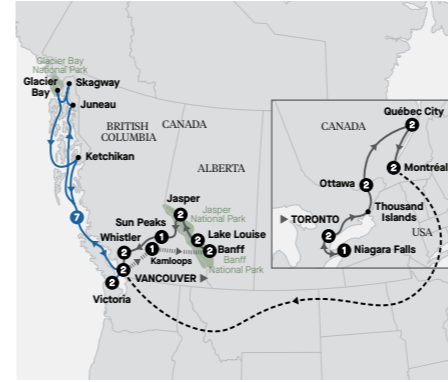 Glacier Bay
National Park
Glacier
Bay
Skagway
Juneau
BRITISH
COLUMBIA
CANADA
Ketchikan
ALBERTA
7
Jasper
2
Jasper
National Park
Sun Peaks
1
Whistler
2
1
Kamloops
2
Lake Louise
2
Banff
Banff
National Park
2
VANCOUVER
2
Victoria
Québec City
2
CANADA
2
Montréal
Ottawa
2
Thousand
Islands
TORONTO
2
USA
1
Niagara Falls